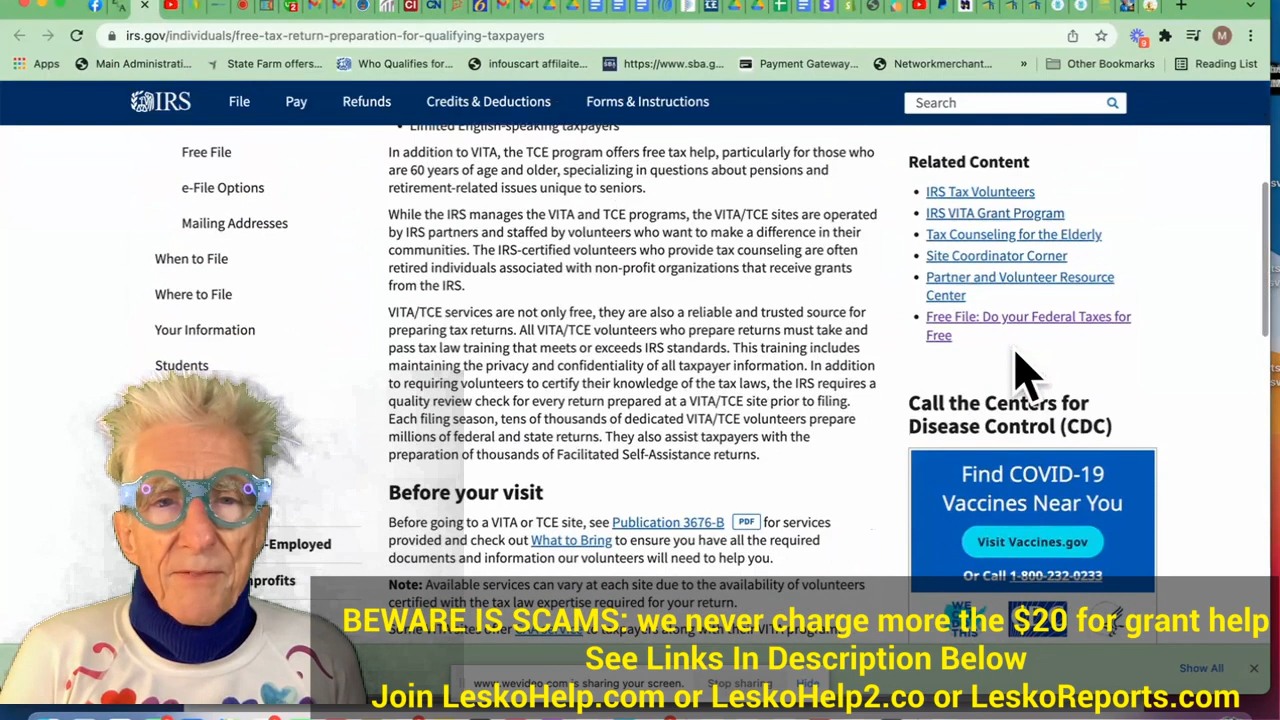 irs.gov/individuals/free-tax-return-preparation-for-qualifying-taxpayers
Apps
Main Administrati...
State Farm offers...
Who Qualifies for...
infouscart affilaite...
https://www.sba.g...
Payment Gateway...
Networkmerchant...
»
Other Bookmarks
Reading List
IRS
File
Pay
Refunds
Credits & Deductions
Forms & Instructions
Search
Free File
e-File Options
Mailing Addresses
When to File
Where to File
Your Information
Students
-Employed
nprofits
Limited English-speaking taxpayers
In addition to VITA, the TCE program offers free tax help, particularly for those who
are 60 years of age and older, specializing in questions about pensions and
retirement-related issues unique to seniors.
While the IRS manages the VITA and TCE programs, the VITA/TCE sites are operated
by IRS partners and staffed by volunteers who want to make a difference in their
communities. The IRS-certified volunteers who provide tax counseling are often
retired individuals associated with non-profit organizations that receive grants
from the IRS.
VITA/TCE services are not only free, they are also a reliable and trusted source for
preparing tax returns. All VITA/TCE volunteers who prepare returns must take and
pass tax law training that meets or exceeds IRS standards. This training includes
maintaining the privacy and confidentiality of all taxpayer information. In addition
to requiring volunteers to certify their knowledge of the tax laws, the IRS requires a
quality review check for every return prepared at a VITA/TCE site prior to filing.
Each filing season, tens of thousands of dedicated VITA/TCE volunteers prepare
millions of federal and state returns. They also assist taxpayers with the
preparation of thousands of Facilitated Self-Assistance returns.
Before your visit
Before going to a VITA or TCE site, see Publication 3676-B PDF for services
provided and check out What to Bring to ensure you have all the required
documents and information our volunteers will need to help you.
Note: Available services can vary at each site due to the availability of volunteers
certified with the tax law expertise required for your return.
Related Content
IRS Tax Volunteers
IRS VITA Grant Program
Tax Counseling for the Elderly
Site Coordinator Corner
Partner and Volunteer Resource
Center
Free File: Do your Federal Taxes for
Free
Call the Centers for
Disease Control (CDC)
Find COVID-19
Vaccines Near You
Visit Vaccines.gov
Or Call 1-800-232-0233
BEWARE IS SCAMS: we never charge more the $20 for grant help
See Links In Description Below
www.wevideo.com is sharing your screen.
Stop sharing
Hide
Show All
Join LeskoHelp.com or LeskoHelp2.co or LeskoReports.com